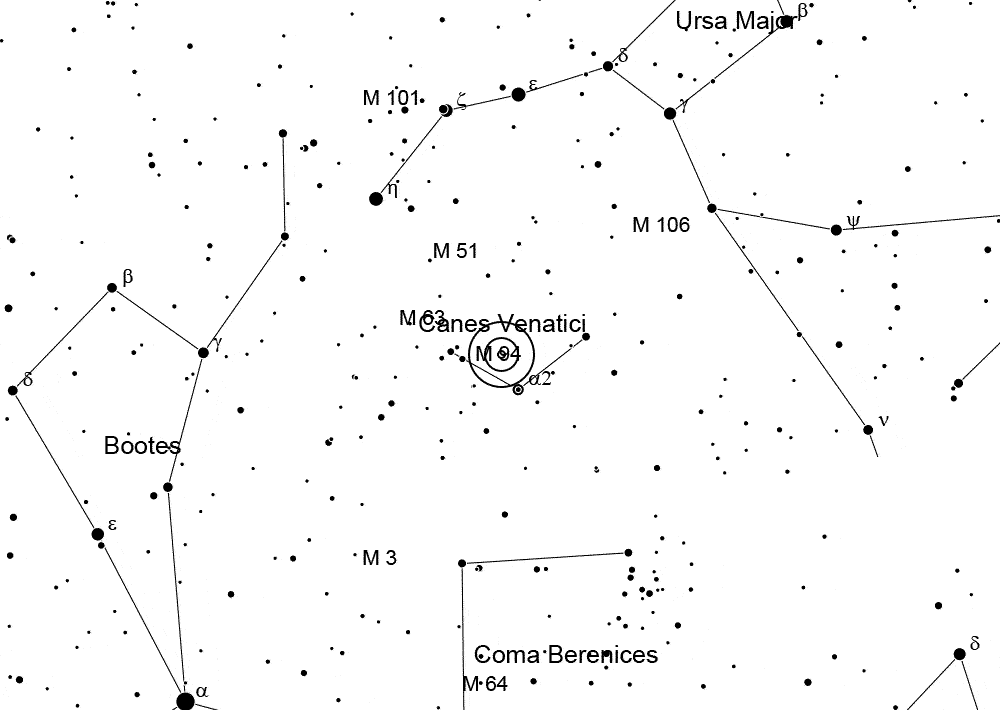 Ursa Major β
δ
ε
M 101 ζ
γ
η
ψ
M 106
M 51
β
M 63
Canes Venatici
γ
M 94
δ
α2
ν
Bootes
ε
M 3
δ
Coma Berenices
M 64
α